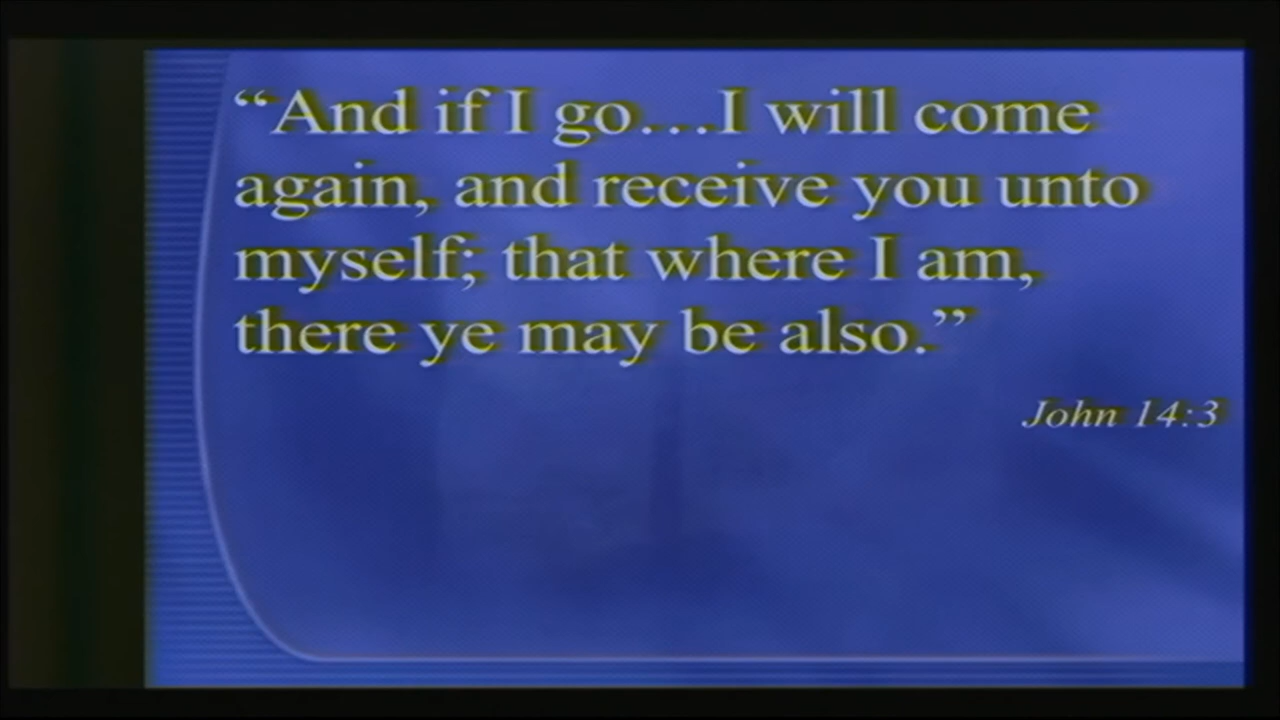 “And if I go…I will come
again, and receive you unto
myself; that where I am,
there ye may be also.”
John 14:3